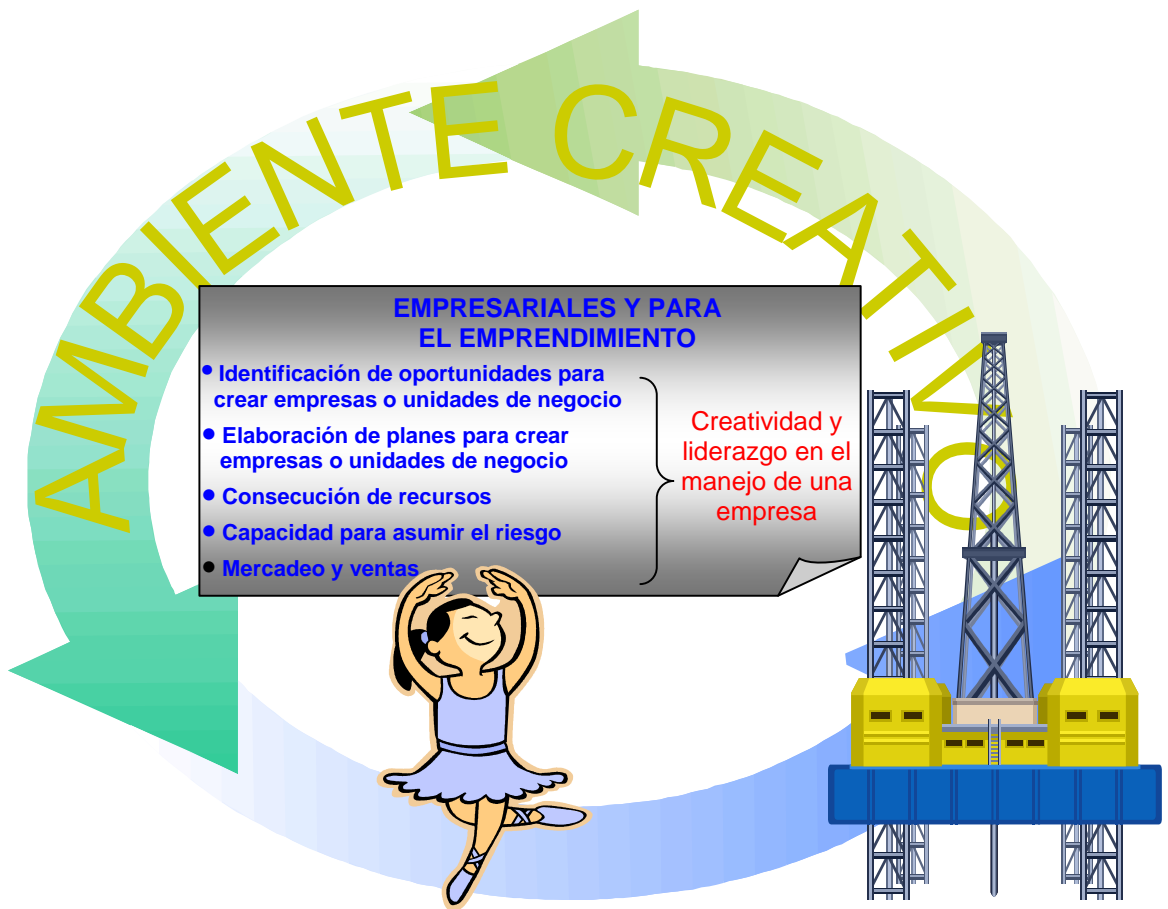 AMBIENTE CREATIVO
EMPRESARIALES Y PARA
EL EMPRENDIMIENTO
• Identificación de oportunidades para
crear empresas o unidades de negocio
• Elaboración de planes para crear
empresas o unidades de negocio
• Consecución de recursos
• Capacidad para asumir el riesgo
• Mercadeo y ventas
Creatividad y
liderazgo en el
manejo de una
empresa